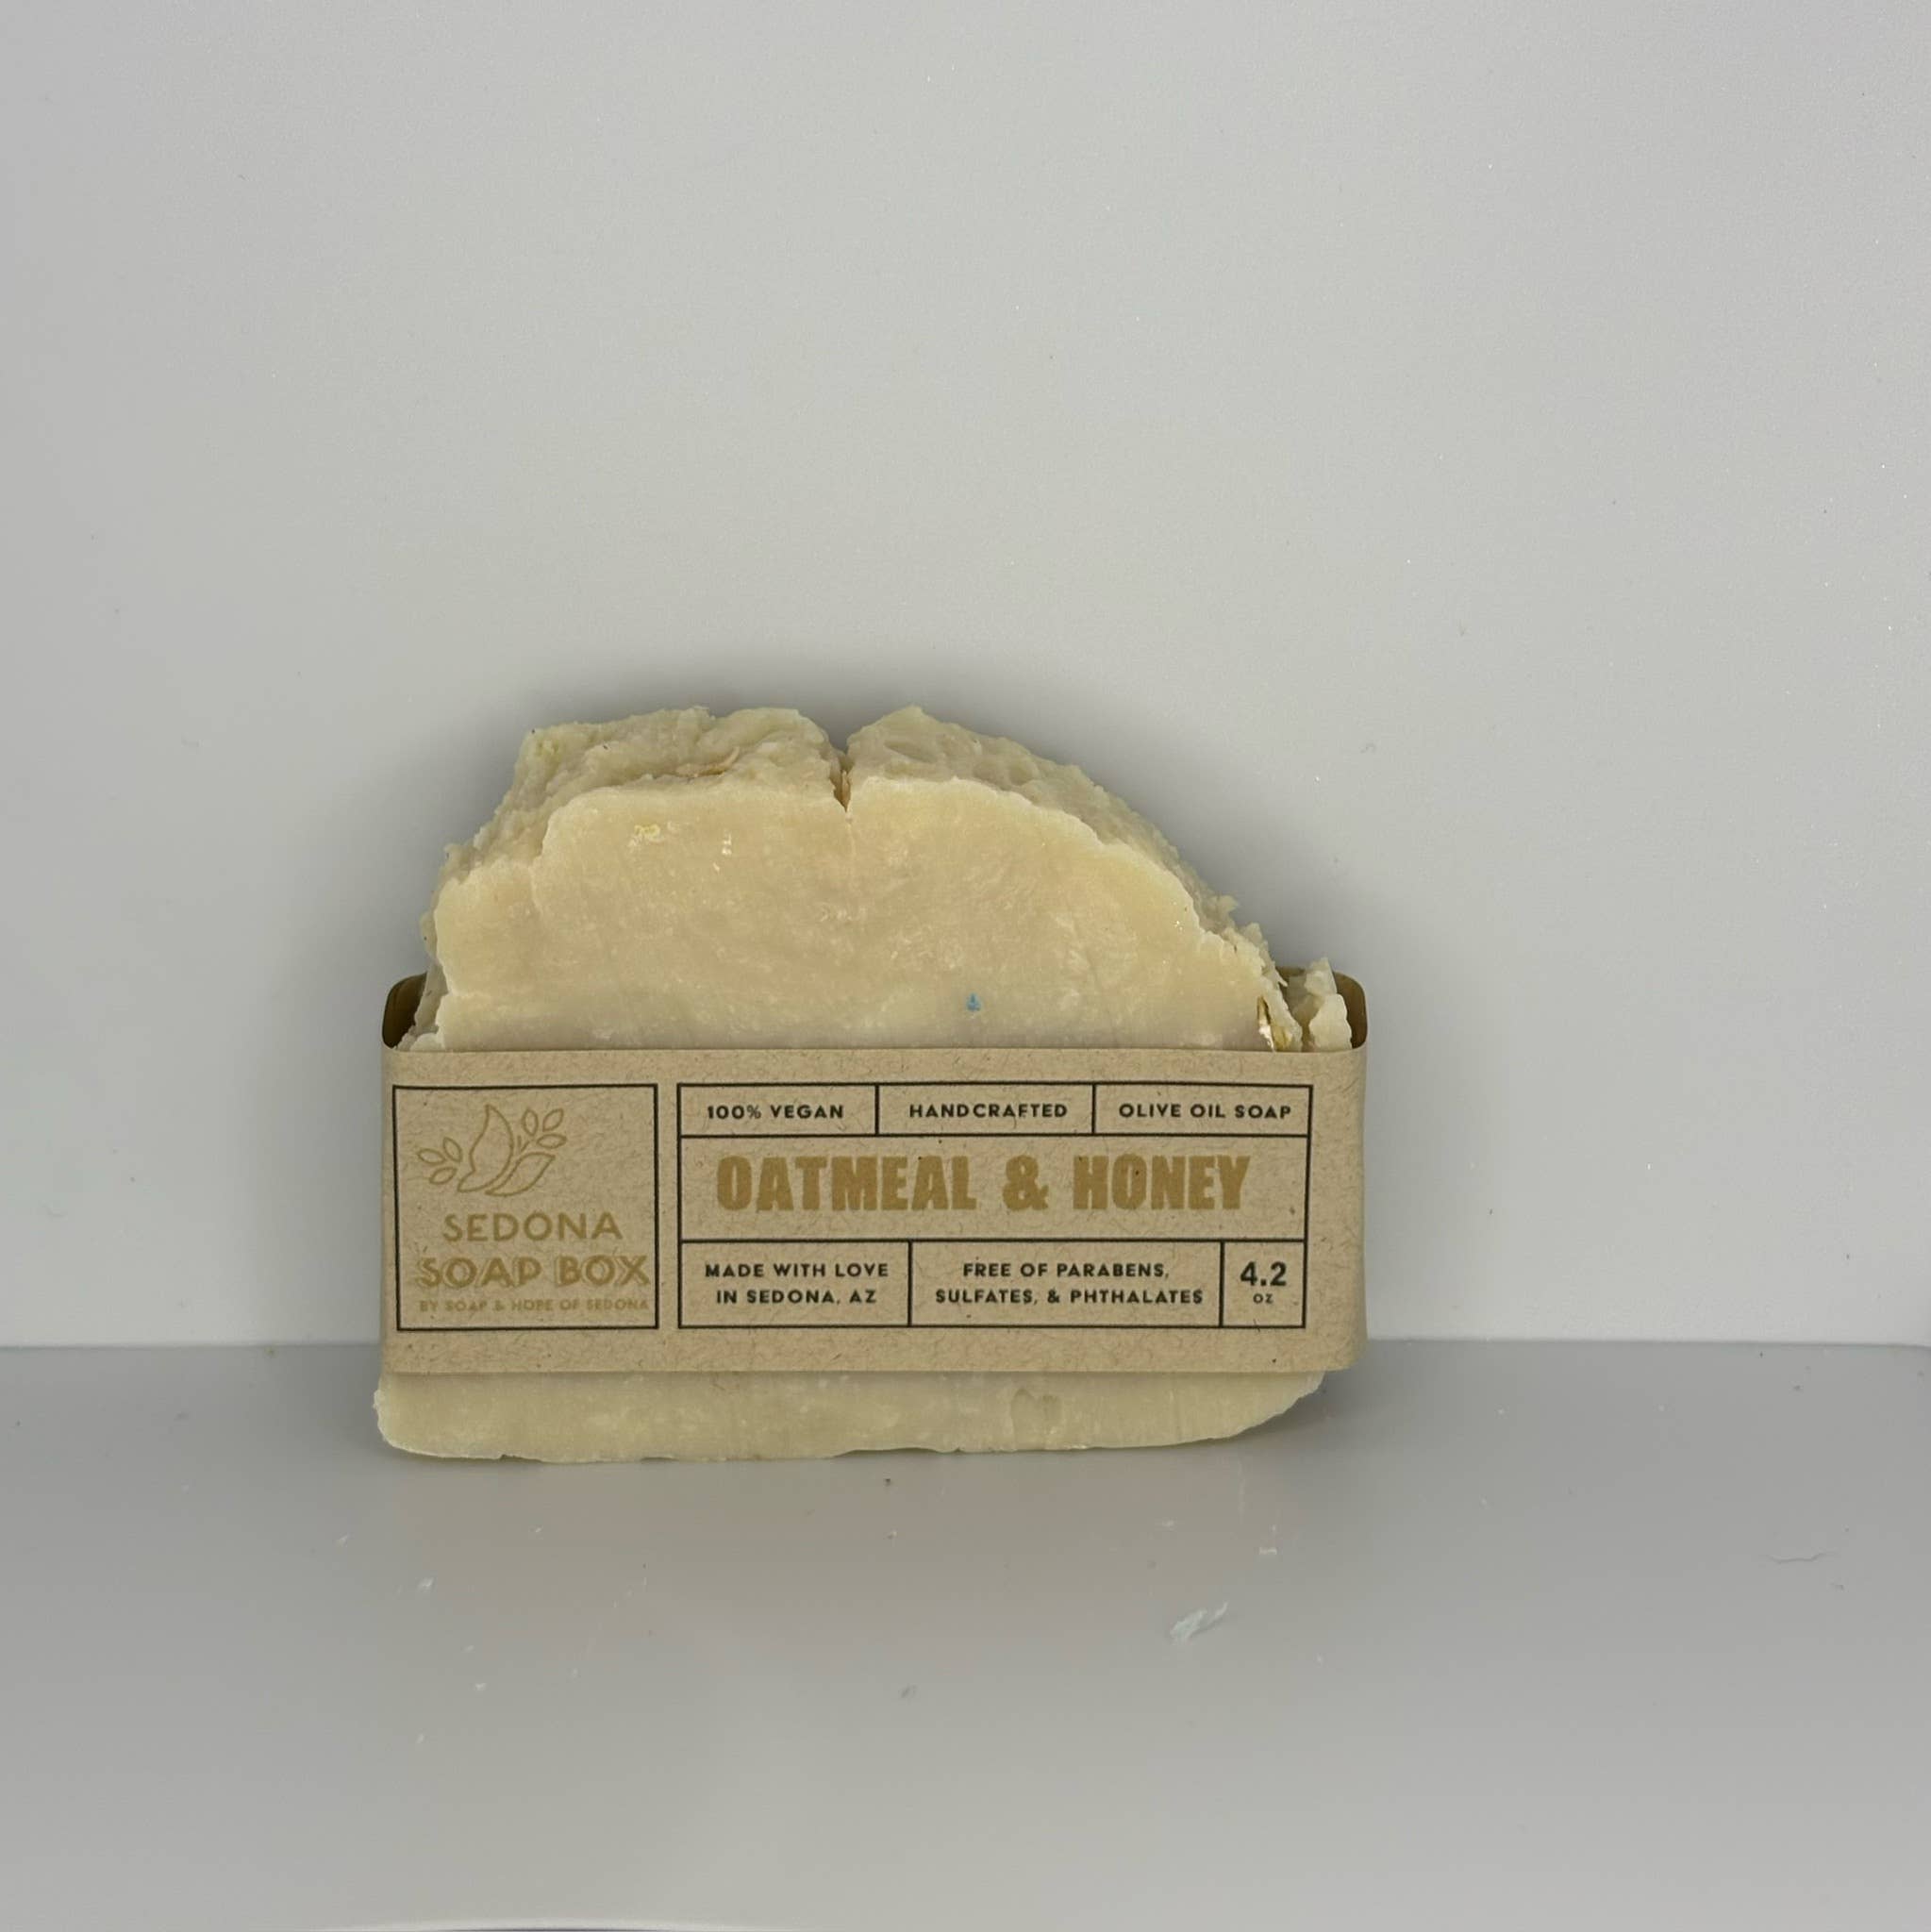 SEDONA
SOAP BOX
BY SOAP & HOPE OF SEDONA
100% VEGAN
HANDCRAFTED
OLIVE OIL SOAP
OATMEAL & HONEY
MADE WITH LOVE
IN SEDONA, AZ
FREE OF PARABENS,
SULFATES, & PHTHALATES
4.2
OZ